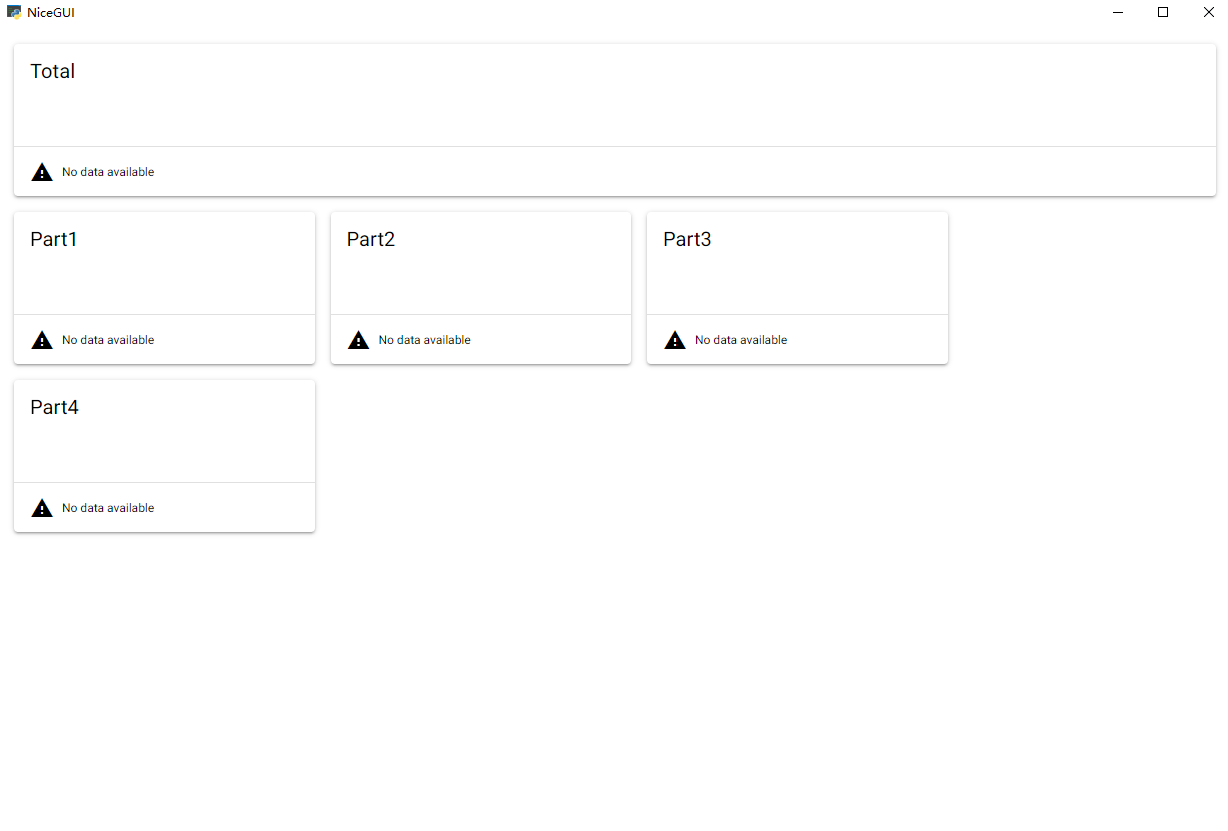 NiceGUI
Total
No data available
Part1
Part2
Part3
No data available
No data available
No data available
Part4
No data available